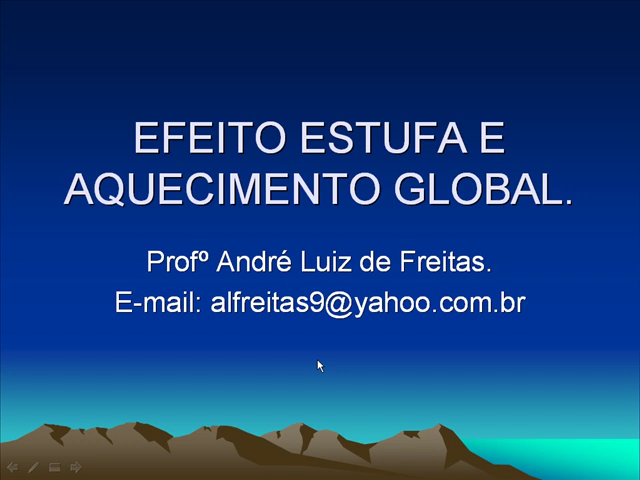 EFEITO ESTUFA E
AQUECIMENTO GLOBAL.
Profº André Luiz de Freitas.
E-mail: alfreitas9@yahoo.com.br